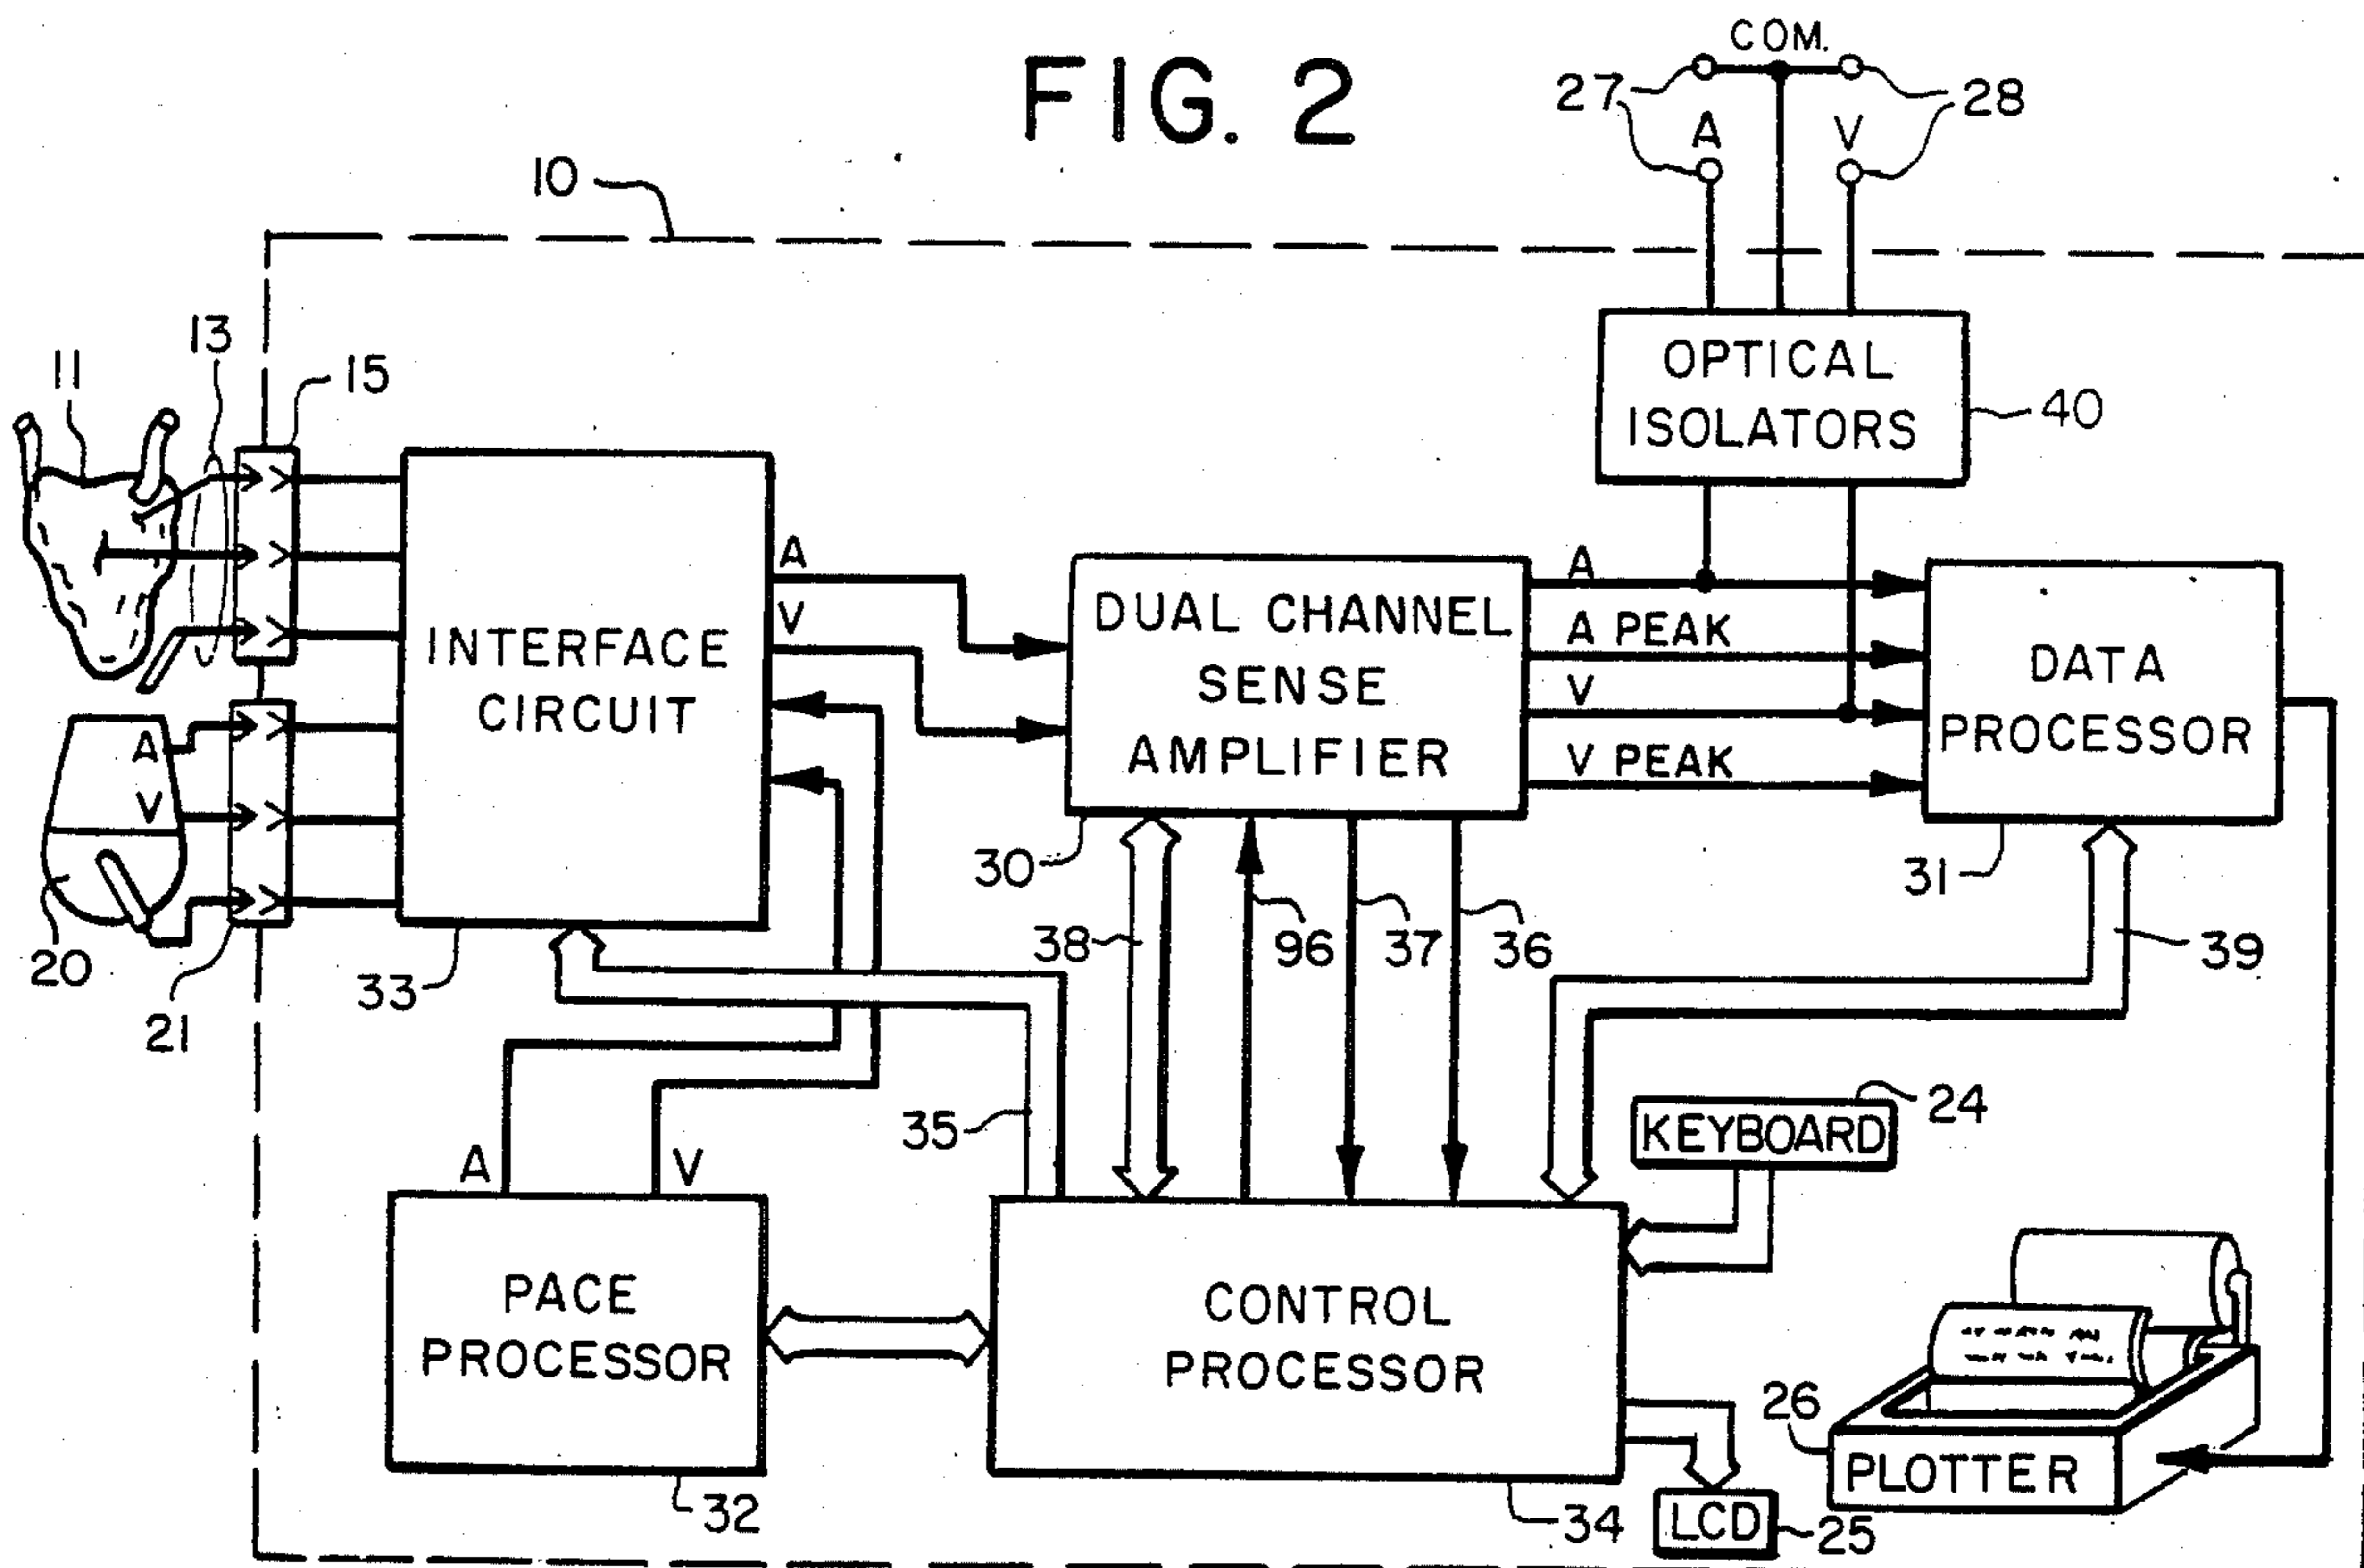 FIG. 2
COM.
27
28
A
V
10
13
11
15
OPTICAL
ISOLATORS
40
A
V
INTERFACE
CIRCUIT
DUAL CHANNEL
SENSE
AMPLIFIER
A
A PEAK
V
V PEAK
DATA
PROCESSOR
A
V
20
21
33
30
38
96
37
36
31
39
35
24
KEYBOARD
A
V
PACE
PROCESSOR
CONTROL
PROCESSOR
26
PLOTTER
32
34
LCD
25